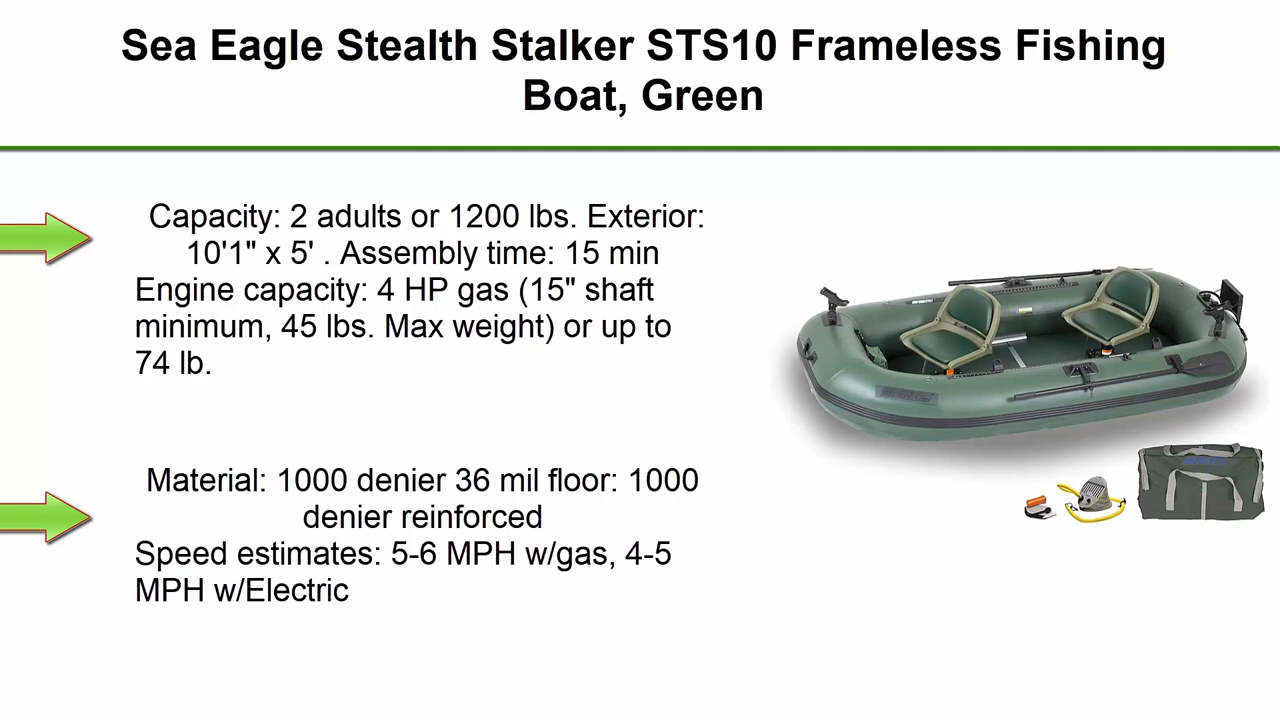 Sea Eagle Stealth Stalker STS10 Frameless Fishing
Boat, Green
Capacity: 2 adults or 1200 lbs. Exterior:
10'1" x 5' . Assembly time: 15 min
Engine capacity: 4 HP gas (15" shaft
minimum, 45 lbs. Max weight) or up to
74 lb.
Material: 1000 denier 36 mil floor: 1000
denier reinforced
Speed estimates: 5-6 MPH w/gas, 4-5
MPH w/Electric